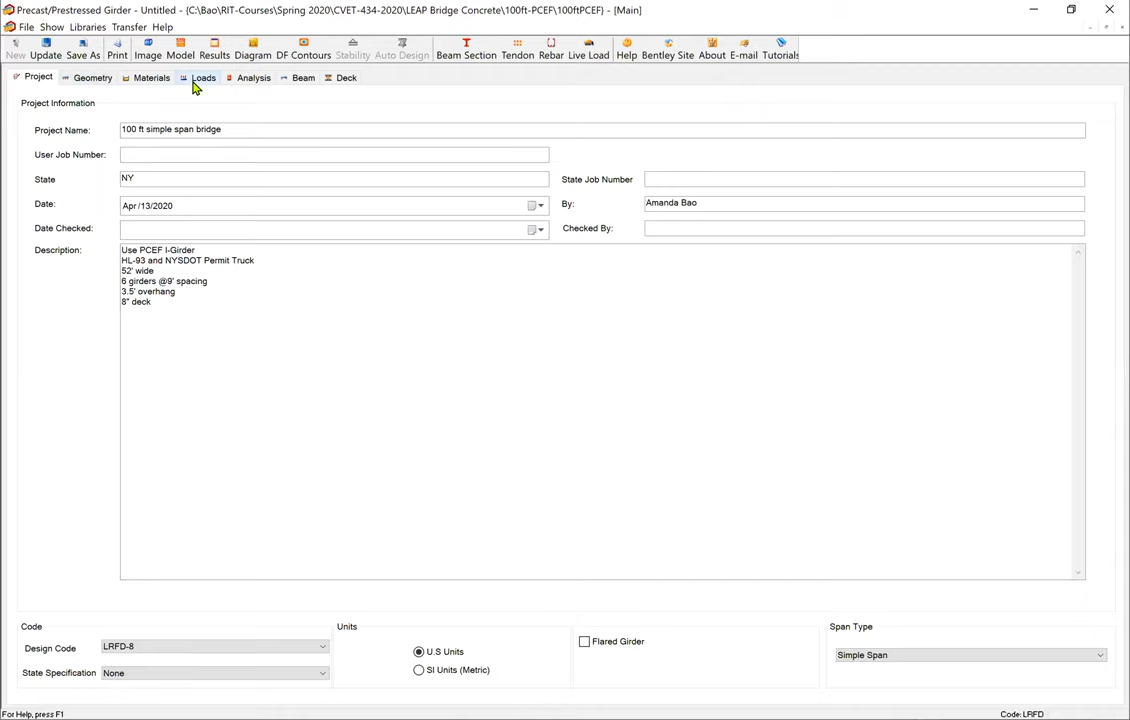 Precast/Prestressed Girder - Untitled - {C:\Bao\RIT-Courses\Spring 2020\CVET-434-2020\LEAP Bridge Concrete\100ft-PCEF\100ftPCEF} - [Main]
File Show Libraries Transfer Help
New Update Save As Print Image Model Results Diagram DF Contours Stability Auto Design Beam Section Tendon Rebar Live Load Help Bentley Site About E-mail Tutorials
Project Geometry Materials Loads Analysis Beam Deck
Project Information
Project Name: 100 ft simple span bridge
User Job Number:
State NY State Job Number
Date: Apr /13/2020 By: Amanda Bao
Date Checked: Checked By:
Description: Use PCEF I-Girder
HL-93 and NYSDOT Permit Truck
52' wide
6 girders @9' spacing
3.5' overhang
8" deck
Code Units Span Type
Design Code LRFD-8 U.S Units Flared Girder Simple Span
State Specification None SI Units (Metric)
For Help, press F1 Code: LRFD